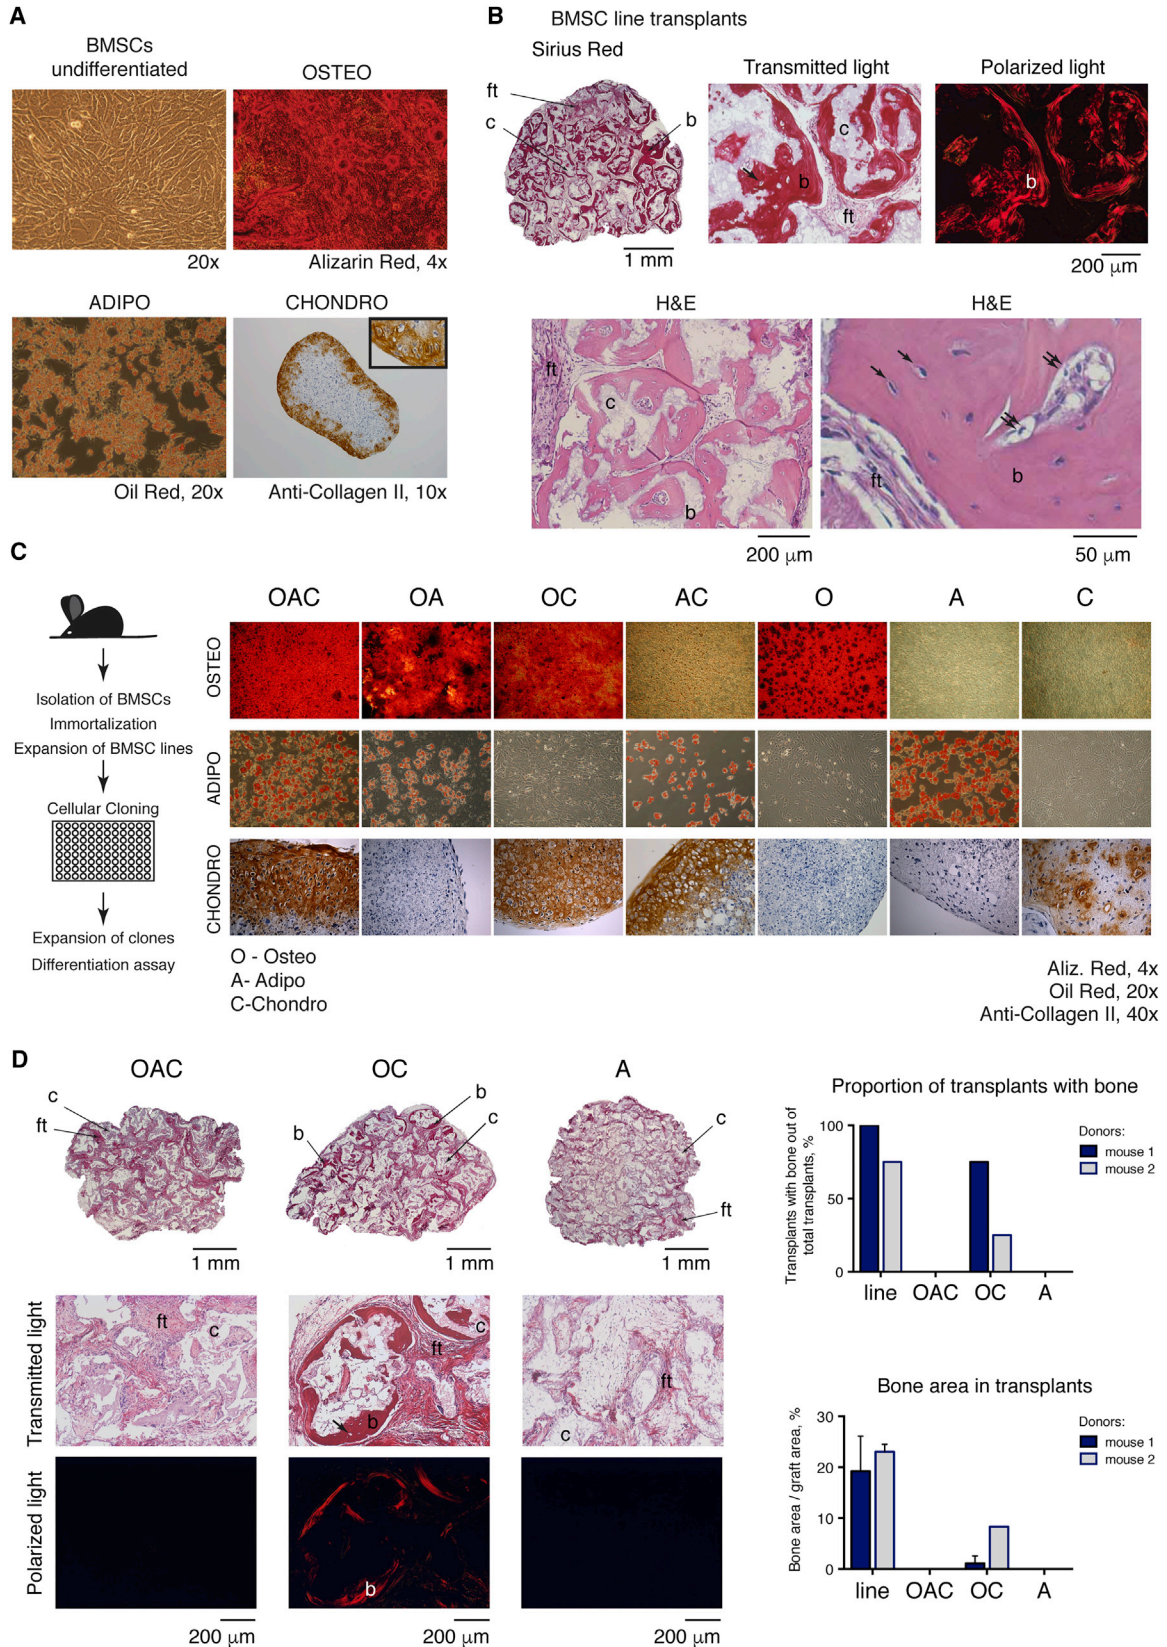 A
BMSCs
undifferentiated
OSTEO
20x
Alizarin Red, 4x
ADIPO
CHONDRO
Oil Red, 20x
Anti-Collagen II, 10x
B
BMSC line transplants
Sirius Red
Transmitted light
Polarized light
ft
c
b
c
b
ft
b
1 mm
200 μm
H&E
H&E
ft
c
b
ft
b
200 μm
50 μm
C
Isolation of BMSCs
Immortalization
Expansion of BMSC lines
Cellular Cloning
Expansion of clones
Differentiation assay
OAC
OA
OC
AC
O
A
C
OSTEO
ADIPO
CHONDRO
O - Osteo
A- Adipo
C-Chondro
Aliz. Red, 4x
Oil Red, 20x
Anti-Collagen II, 40x
D
OAC
OC
A
c
ft
b
b
c
c
ft
1 mm
1 mm
1 mm
Transmitted light
ft
c
c
ft
b
ft
c
Polarized light
b
200 μm
200 μm
200 μm
Proportion of transplants with bone
Transplants with bone out of
total transplants, %
100
50
0
line
OAC
OC
A
Donors:
mouse 1
mouse 2
Bone area in transplants
Bone area / graft area, %
30
20
10
0
line
OAC
OC
A
Donors:
mouse 1
mouse 2